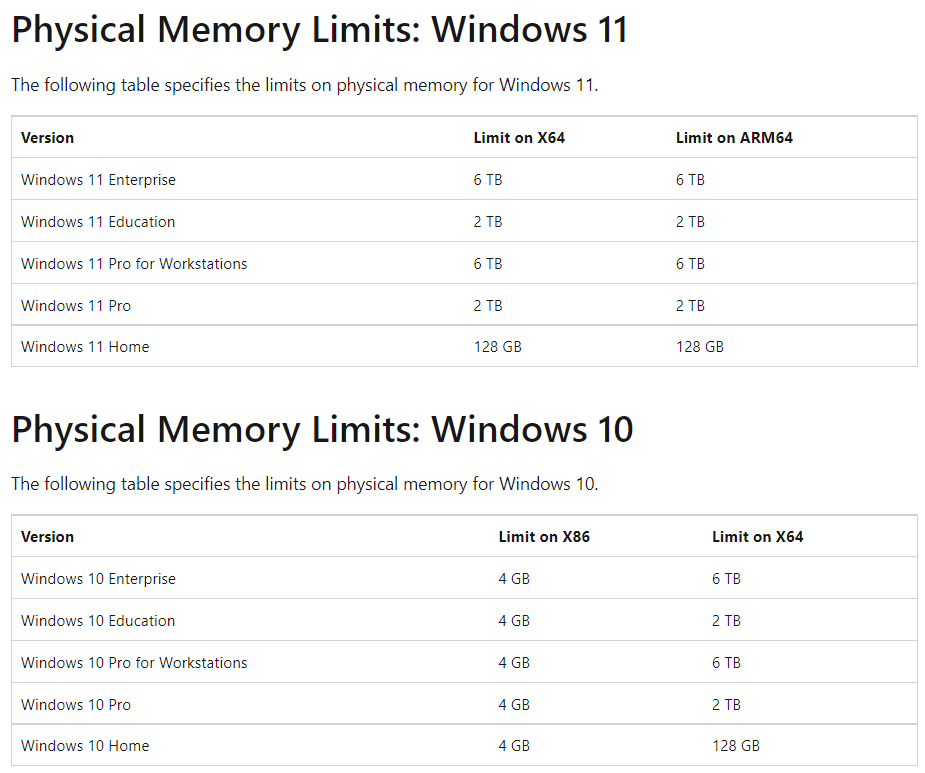 Physical Memory Limits: Windows 11
The following table specifies the limits on physical memory for Windows 11.
Version Limit on X64 Limit on ARM64
Windows 11 Enterprise 6 TB 6 TB
Windows 11 Education 2 TB 2 TB
Windows 11 Pro for Workstations 6 TB 6 TB
Windows 11 Pro 2 TB 2 TB
Windows 11 Home 128 GB 128 GB
Physical Memory Limits: Windows 10
The following table specifies the limits on physical memory for Windows 10.
Version Limit on X86 Limit on X64
Windows 10 Enterprise 4 GB 6 TB
Windows 10 Education 4 GB 2 TB
Windows 10 Pro for Workstations 4 GB 6 TB
Windows 10 Pro 4 GB 2 TB
Windows 10 Home 4 GB 128 GB